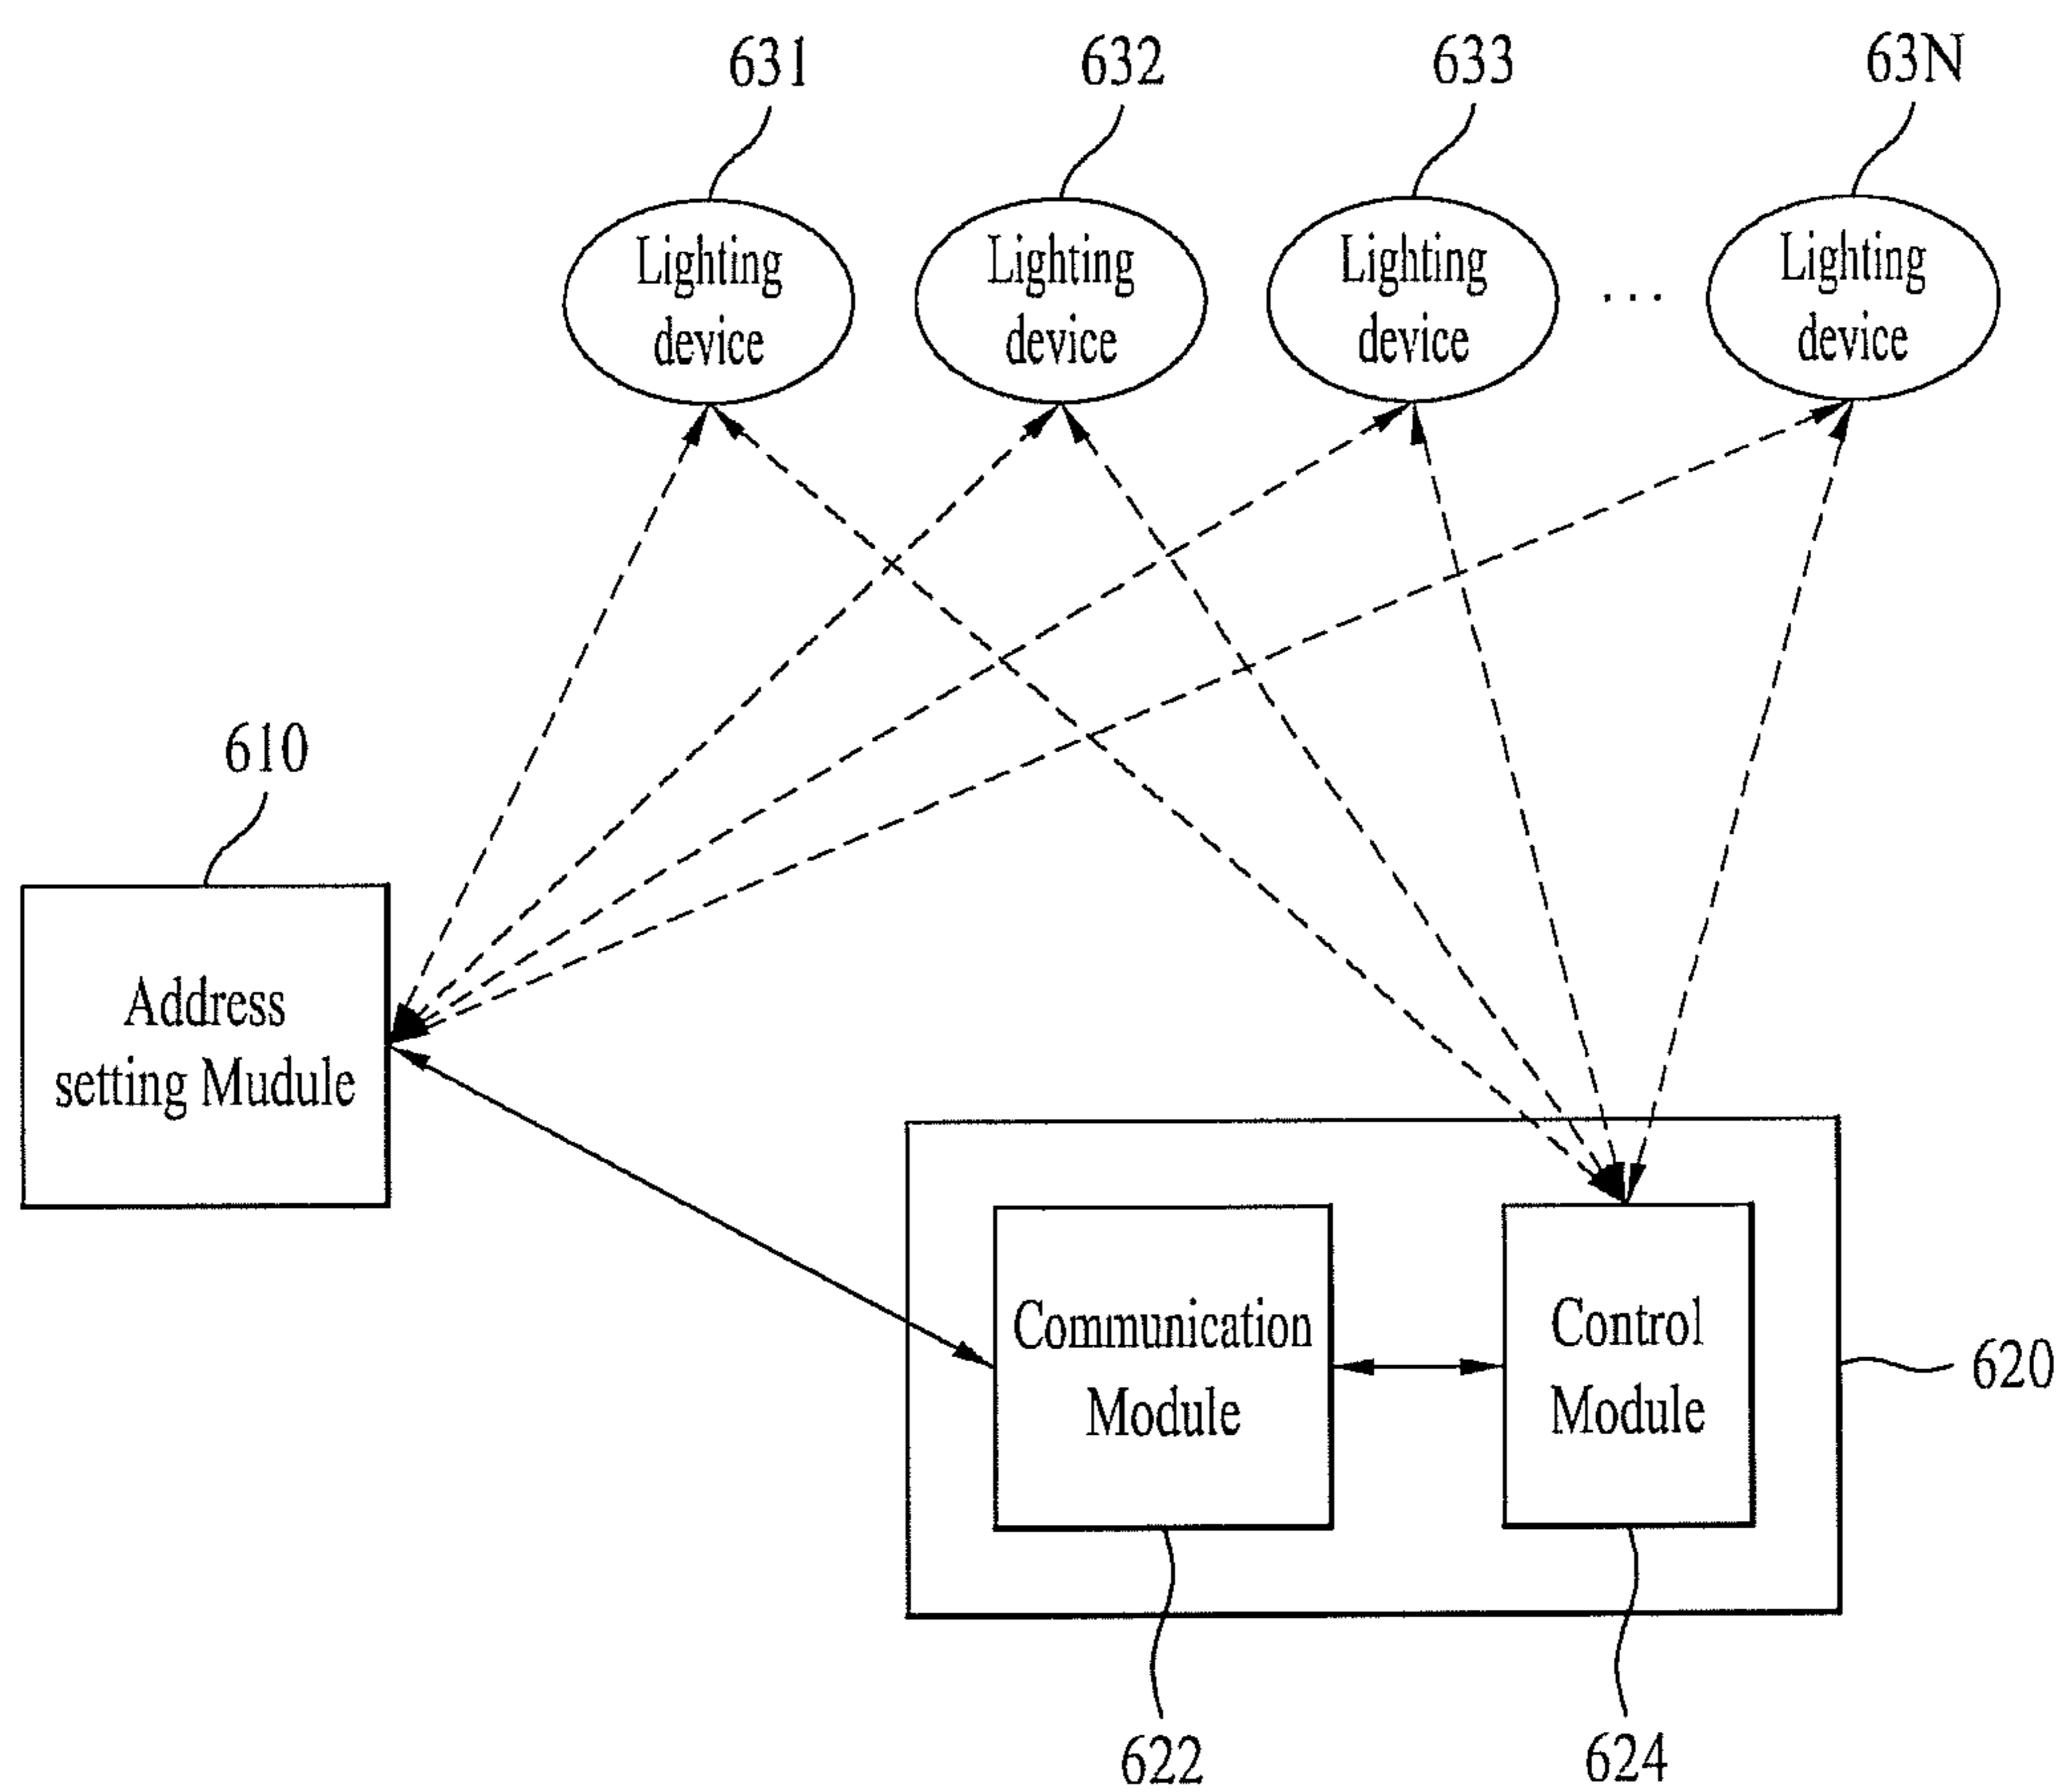 631
632
633
63N
Lighting
device
Lighting
device
Lighting
device
...
Lighting
device
610
Address
setting Mudule
Communication
Module
Control
Module
620
622
624